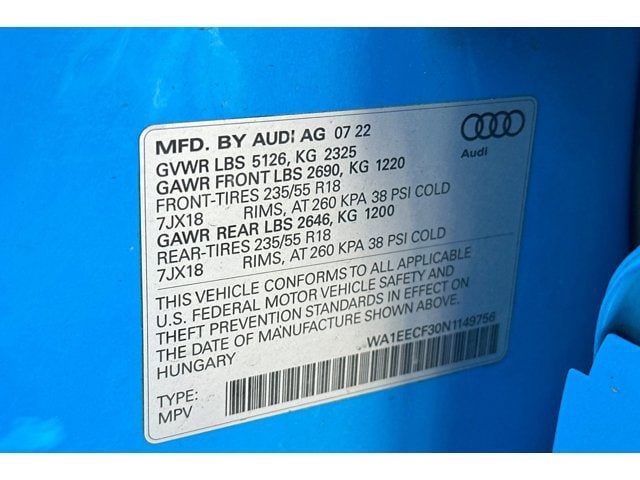 MFD. BY AUDI AG 07 22
GVWR LBS 5126, KG 2325
GAWR FRONT LBS 2690, KG 1220
FRONT-TIRES 235/55 R18
7JX18 RIMS, AT 260 KPA 38 PSI COLD
GAWR REAR LBS 2646, KG 1200
REAR-TIRES 235/55 R18
7JX18 RIMS, AT 260 KPA 38 PSI COLD
Audi
THIS VEHICLE CONFORMS TO ALL APPLICABLE
U.S. FEDERAL MOTOR VEHICLE SAFETY AND
THEFT PREVENTION STANDARDS IN EFFECT ON
THE DATE OF MANUFACTURE SHOWN ABOVE.
HUNGARY
WA1EECF30N1149756
TYPE:
MPV